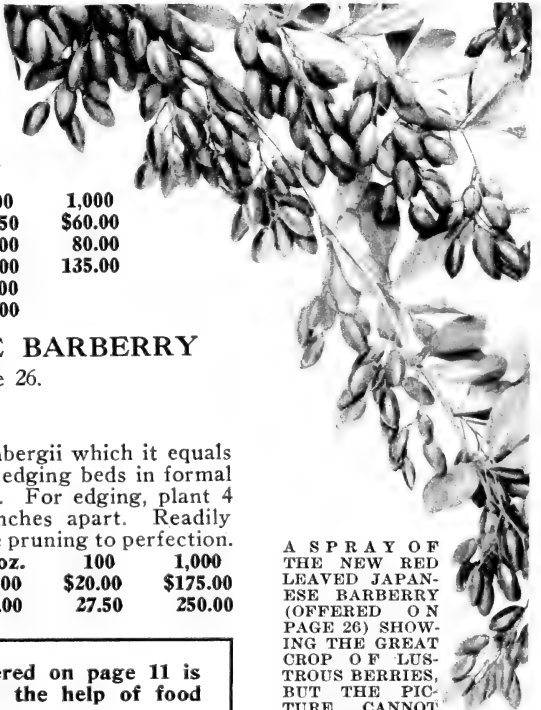 1,000
50 $60.00
00 80.00
00 135.00
00
00
BARBERRY
26.
which it equals
edging beds in formal
For edging, plant 4
apart. Readily
pruning to perfection.
oz. 100 1,000
00 $20.00 $175.00
00 27.50 250.00
on page 11 is
the help of food
A SPRAY OF
THE NEW RED
LEAVED JAPAN-
ESE BARBERRY
(OFFERED ON
PAGE 26) SHOW-
ING THE GREAT
CROP OF LUS-
TROUS BERRIES,
BUT THE PIC-
TURE CANNOT